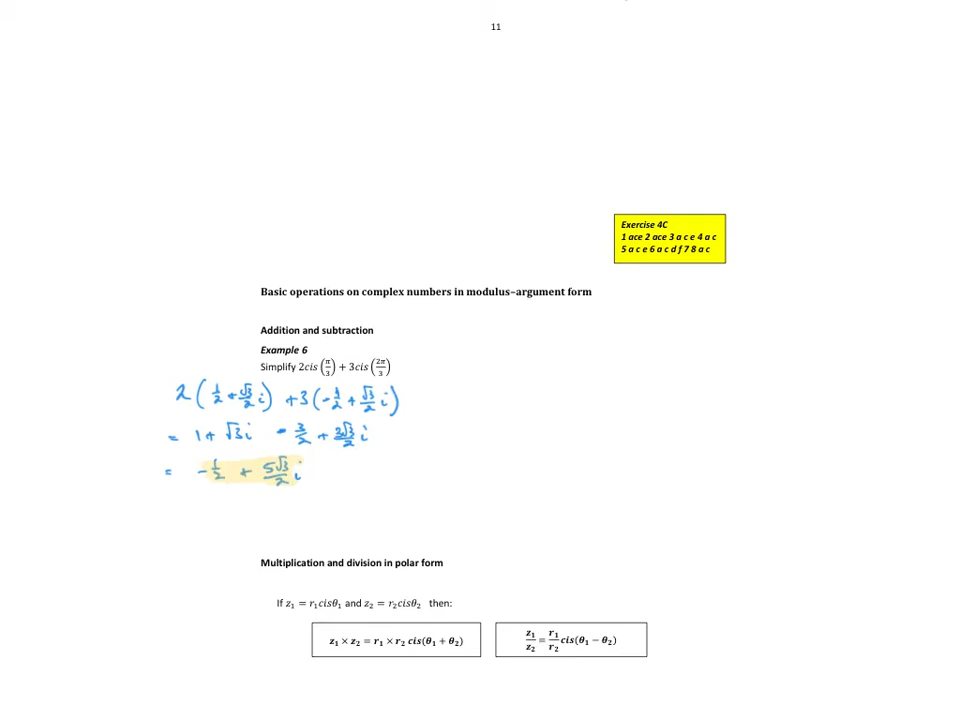 11
Exercise 4C
1 ace 2 ace 3 a c e 4 a c
5 a c e 6 a c d f 7 8 a c
Basic operations on complex numbers in modulus–argument form
Addition and subtraction
Example 6
Simplify 2cis(π/3) + 3cis(2π/3)
2(1/2 + √3/2 i) + 3(-1/2 + √3/2 i)
= 1 + √3i - 3/2 + 3√3/2 i
= -1/2 + 5√3/2 i
Multiplication and division in polar form
If z₁ = r₁cisθ₁ and z₂ = r₂cisθ₂ then:
z₁ × z₂ = r₁ × r₂ cis(θ₁ + θ₂)
z₁/z₂ = r₁/r₂ cis(θ₁ − θ₂)